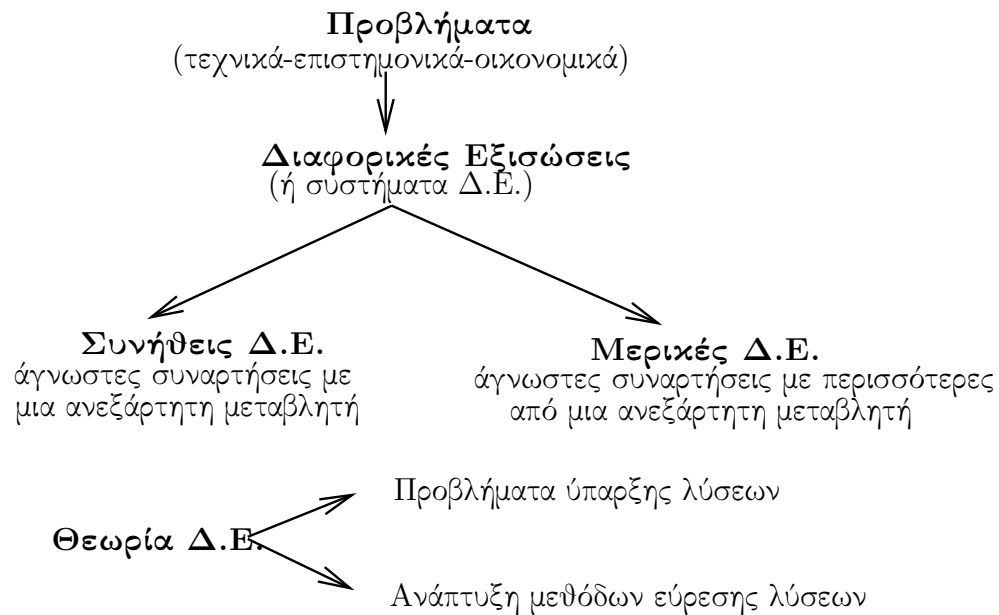 Προβλήματα
(τεχνικά-επιστημονικά-οικονομικά)
Διαφορικές Εξισώσεις
(ή συστήματα Δ.Ε.)
Συνήθεις Δ.Ε.
άγνωστες συναρτήσεις με
μια ανεξάρτητη μεταβλητή
Μερικές Δ.Ε.
άγνωστες συναρτήσεις με περισσότερες
από μια ανεξάρτητη μεταβλητή
Προβλήματα ύπαρξης λύσεων
Θεωρία Δ.Ε.
Ανάπτυξη μεθόδων εύρεσης λύσεων